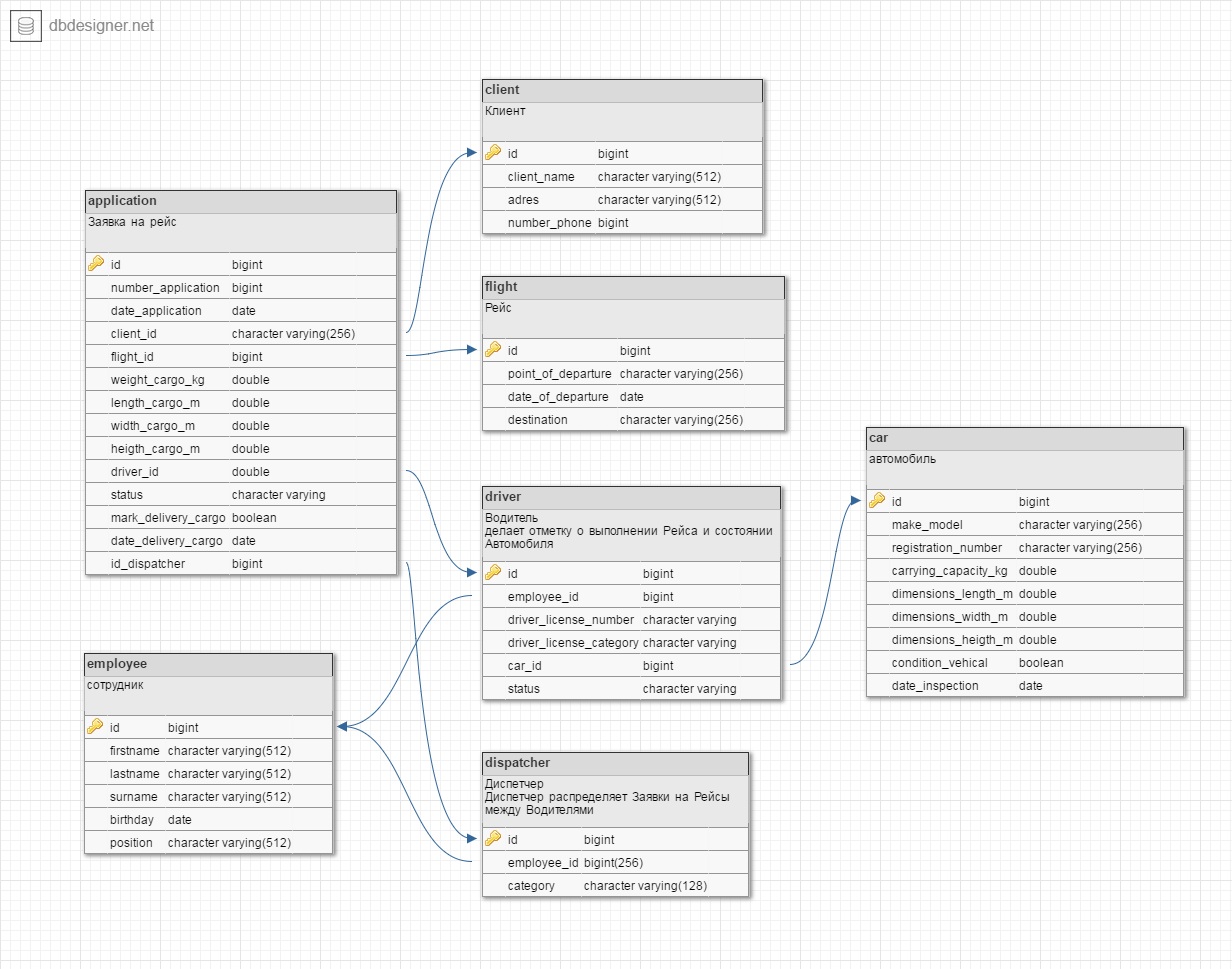 dbdesigner.net
client
Клиент
id bigint
client_name character varying(512)
adres character varying(512)
number_phone bigint
application
Заявка на рейс
id bigint
number_application bigint
date_application date
client_id character varying(256)
flight_id bigint
weight_cargo_kg double
length_cargo_m double
width_cargo_m double
heigth_cargo_m double
driver_id double
status character varying
mark_delivery_cargo boolean
date_delivery_cargo date
id_dispatcher bigint
flight
Рейс
id bigint
point_of_departure character varying(256)
date_of_departure date
destination character varying(256)
car
автомобиль
id bigint
make_model character varying(256)
registration_number character varying(256)
carrying_capacity_kg double
dimensions_length_m double
dimensions_width_m double
dimensions_heigth_m double
condition_vehical boolean
date_inspection date
driver
Водитель
делает отметку о выполнении Рейса и состоянии
Автомобиля
id bigint
employee_id bigint
driver_license_number character varying
driver_license_category character varying
car_id bigint
status character varying
employee
сотрудник
id bigint
firstname character varying(512)
lastname character varying(512)
surname character varying(512)
birthday date
position character varying(512)
dispatcher
Диспетчер
Диспетчер распределяет Заявки на Рейсы
между Водителями
id bigint
employee_id bigint(256)
category character varying(128)